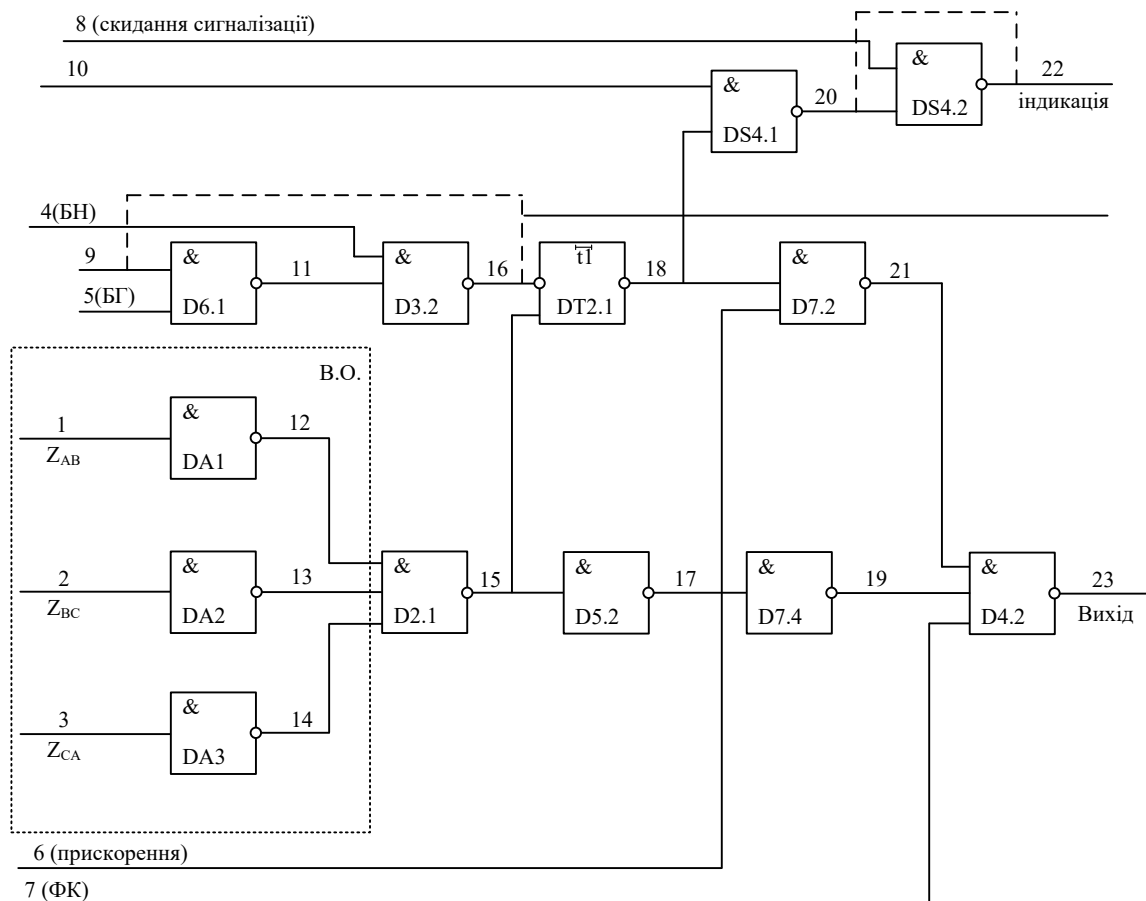 8 (скидання сигналізації)
10
&
DS4.1
20
&
DS4.2
22
індикація
4(БН)
9
5(БГ)
&
D6.1
11
&
D3.2
16
t1
DT2.1
18
&
D7.2
21
В.О.
1
ZAB
&
DA1
12
2
ZBC
&
DA2
13
3
ZCA
&
DA3
14
&
D2.1
15
&
D5.2
17
&
D7.4
19
&
D4.2
23
Вихід
6 (прискорення)
7 (ФК)